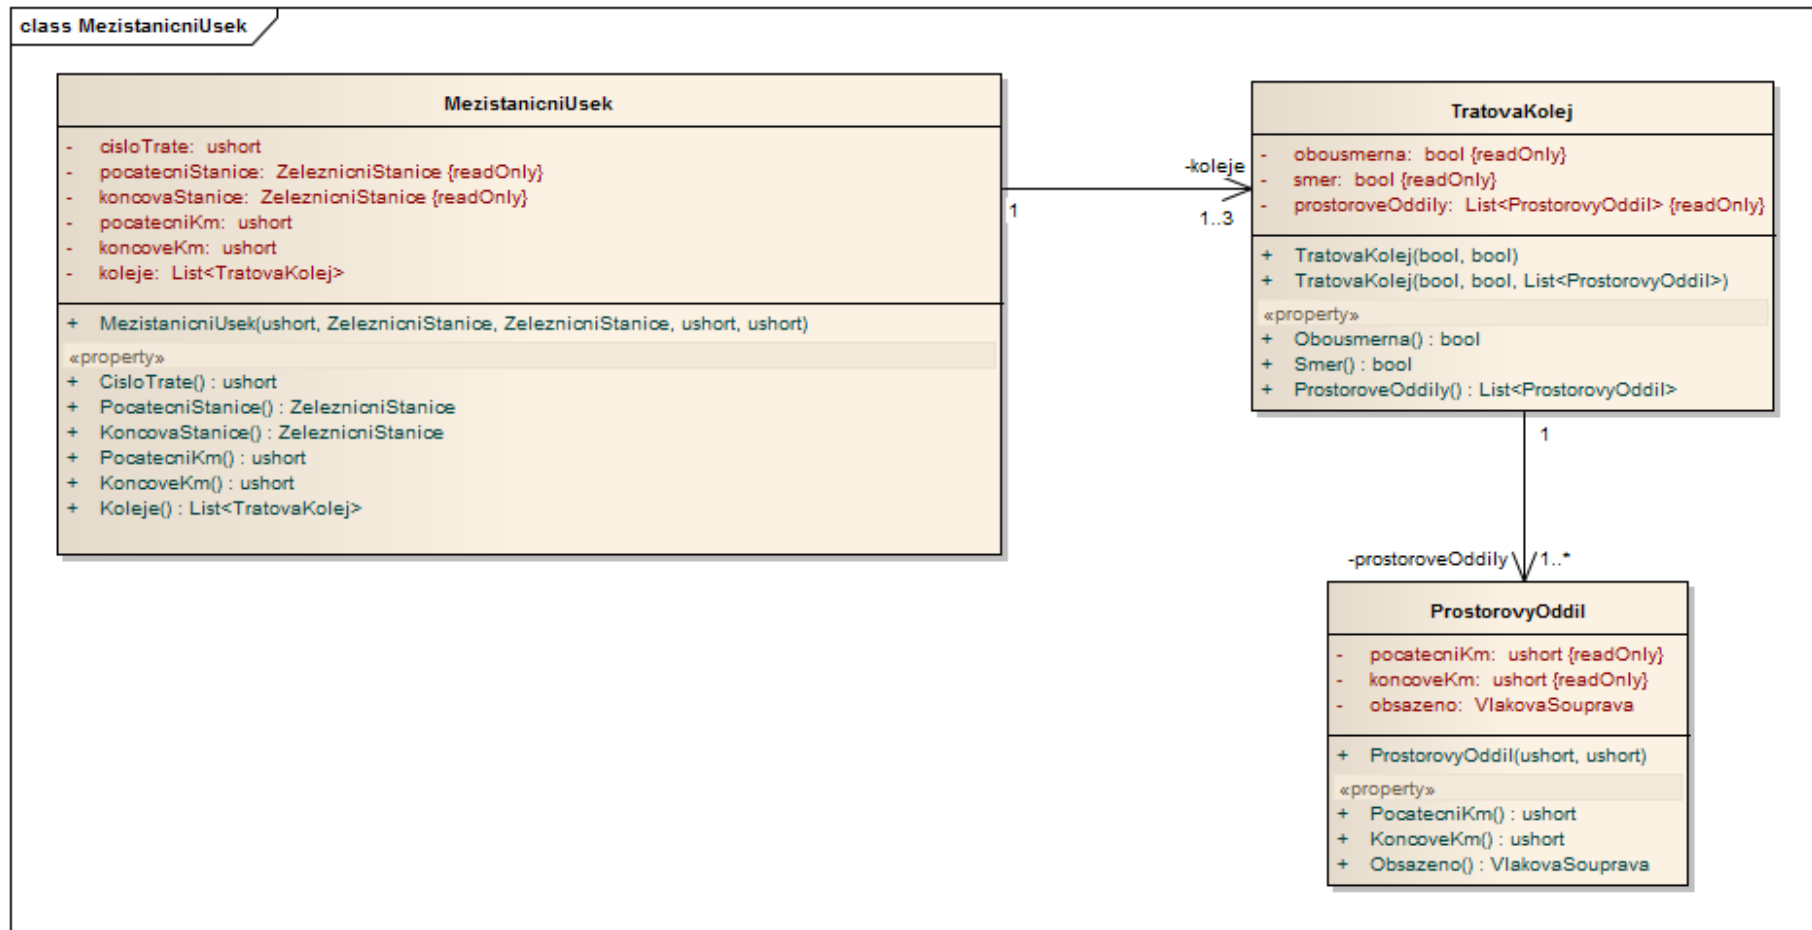 class MezistanicniUsek
MezistanicniUsek
- cisloTrate: ushort
- pocatecniStanice: ZeleznicniStanice {readOnly}
- koncovaStanice: ZeleznicniStanice {readOnly}
- pocatecniKm: ushort
- koncoveKm: ushort
- koleje: List<TratovaKolej>
+ MezistanicniUsek(ushort, ZeleznicniStanice, ZeleznicniStanice, ushort, ushort)
«property»
+ CisloTrate() : ushort
+ PocatecniStanice() : ZeleznicniStanice
+ KoncovaStanice() : ZeleznicniStanice
+ PocatecniKm() : ushort
+ KoncoveKm() : ushort
+ Koleje() : List<TratovaKolej>
1
-koleje
1..3
TratovaKolej
- obousmerna: bool {readOnly}
- smer: bool {readOnly}
- prostoroveOddily: List<ProstorovyOddil> {readOnly}
+ TratovaKolej(bool, bool)
+ TratovaKolej(bool, bool, List<ProstorovyOddil>)
«property»
+ Obousmerna() : bool
+ Smer() : bool
+ ProstoroveOddily() : List<ProstorovyOddil>
1
-prostoroveOddily
1..*
ProstorovyOddil
- pocatecniKm: ushort {readOnly}
- koncoveKm: ushort {readOnly}
- obsazeno: VlakovaSouprava
+ ProstorovyOddil(ushort, ushort)
«property»
+ PocatecniKm() : ushort
+ KoncoveKm() : ushort
+ Obsazeno() : VlakovaSouprava